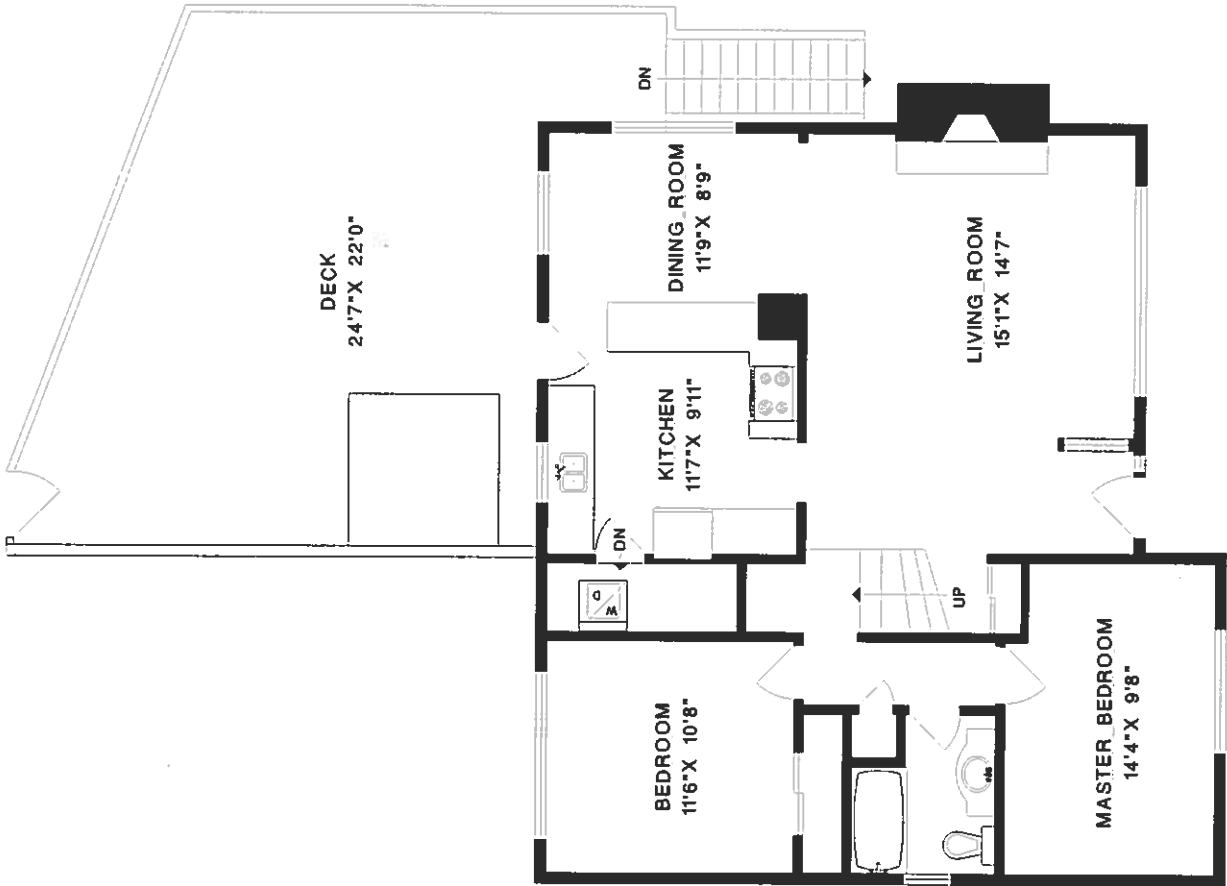 DECK
24'7"X 22'0"
DN
DINING ROOM
11'9"X 8'9"
LIVING ROOM
15'1"X 14'7"
KITCHEN
11'7"X 9'11"
DN
W
D
UP
BEDROOM
11'6"X 10'8"
MASTER BEDROOM
14'4"X 9'8"